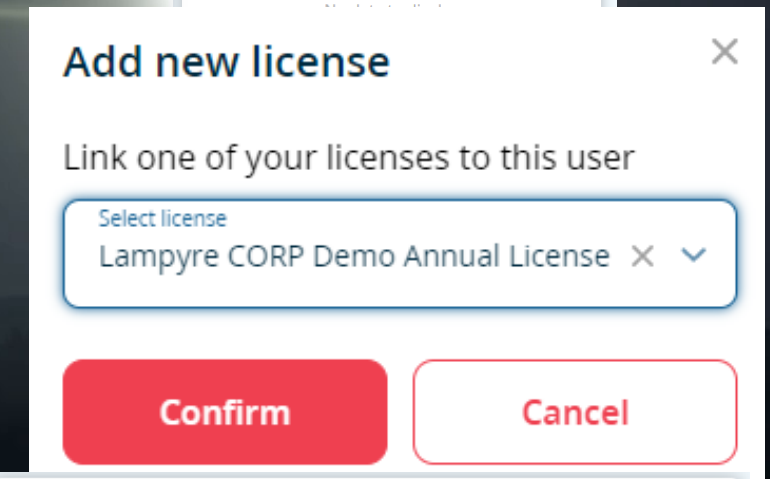 Add new license
Link one of your licenses to this user
Select license
Lampyre CORP Demo Annual License
Confirm
Cancel